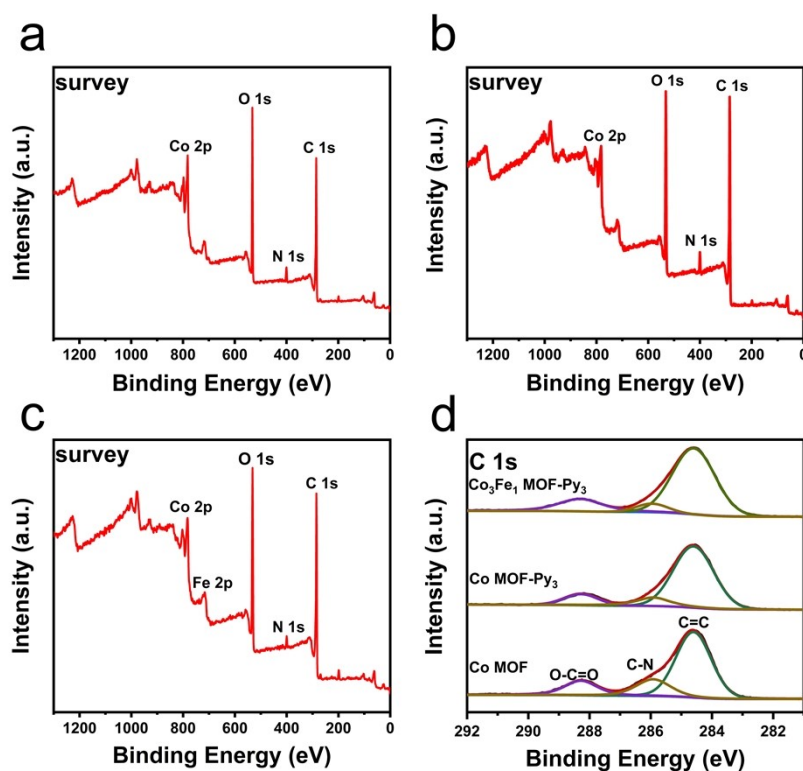 a
survey
O 1s
Co 2p
C 1s
N 1s
Intensity (a.u.)
1200 1000 800 600 400 200 0
Binding Energy (eV)
b
survey
O 1s
C 1s
Co 2p
N 1s
Intensity (a.u.)
1200 1000 800 600 400 200 0
Binding Energy (eV)
c
survey
O 1s
C 1s
Co 2p
Fe 2p
N 1s
Intensity (a.u.)
1200 1000 800 600 400 200 0
Binding Energy (eV)
d
C 1s
Co₃Fe₁ MOF-Py₃
Co MOF-Py₃
C=C
Co MOF
O-C=O
C-N
Intensity (a.u.)
292 290 288 286 284 282
Binding Energy (eV)